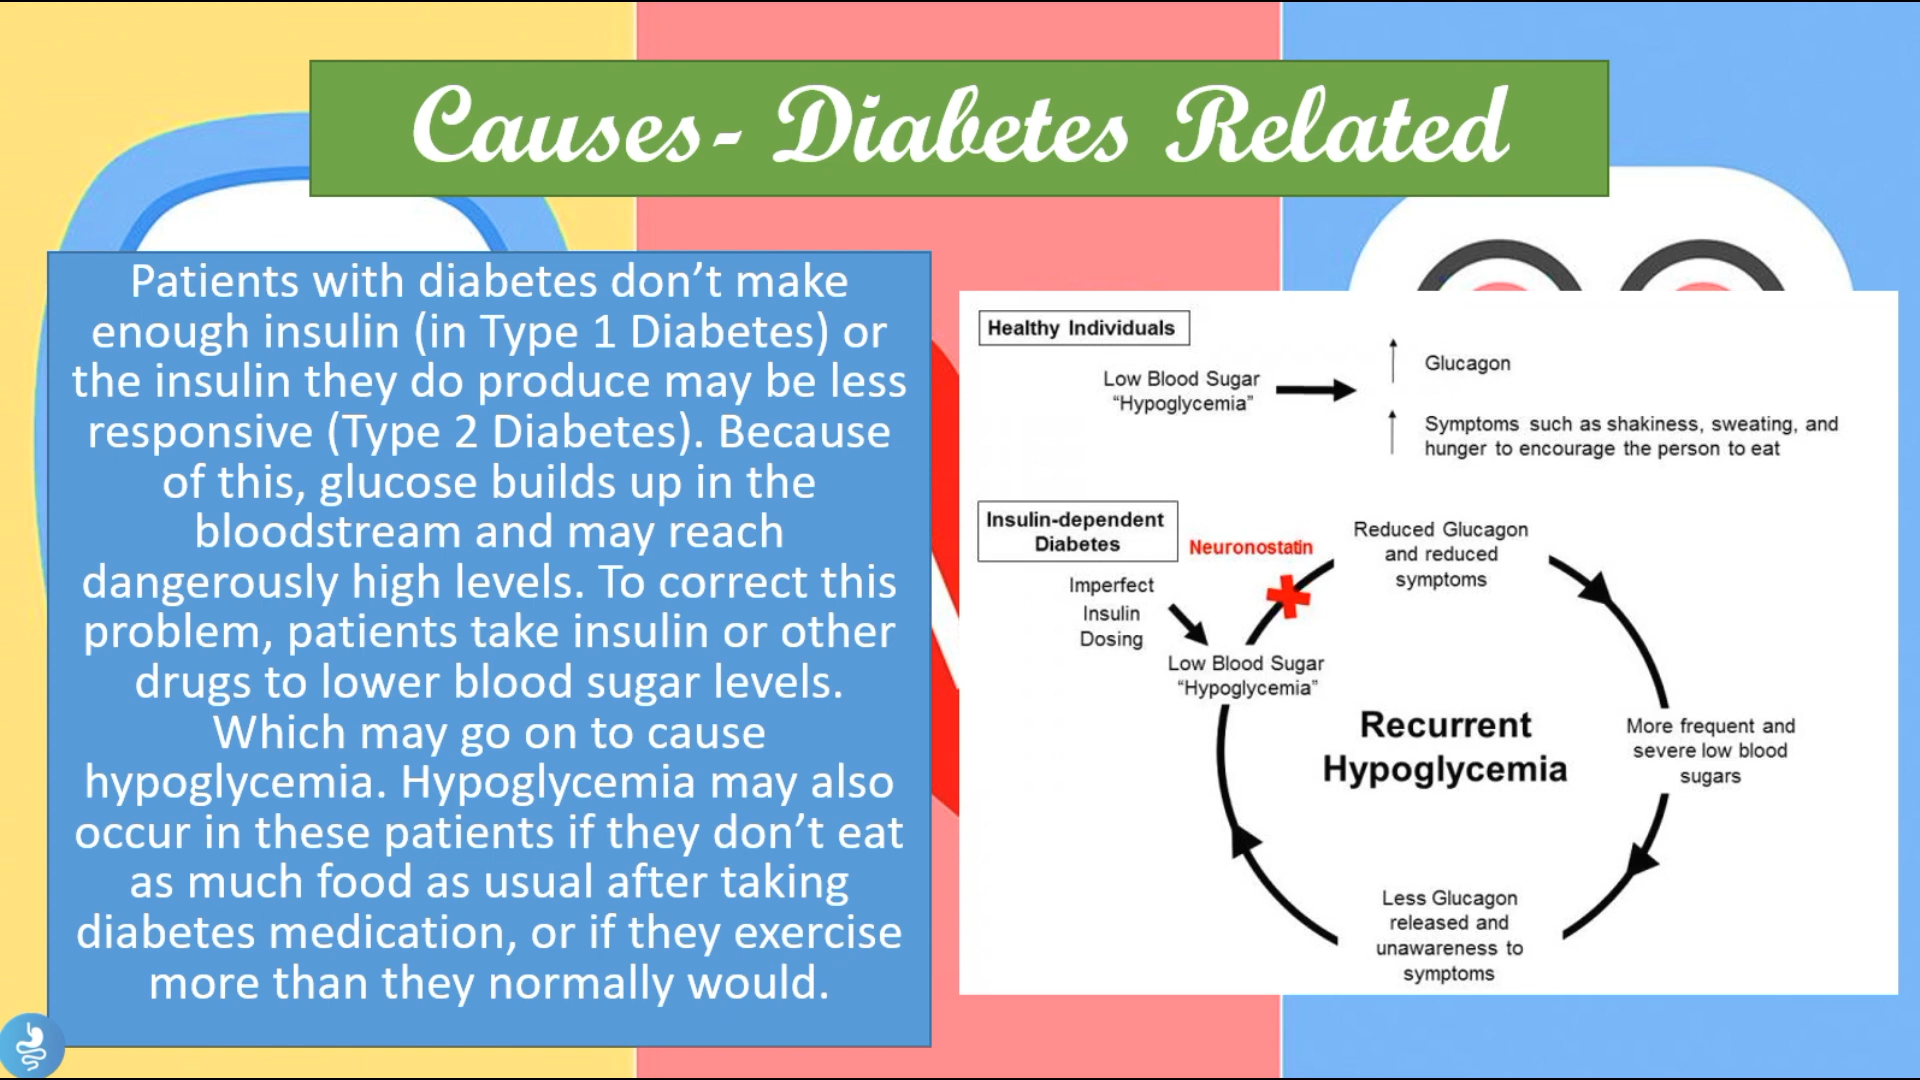 Causes- Diabetes Related
Patients with diabetes don’t make
enough insulin (in Type 1 Diabetes) or
the insulin they do produce may be less
responsive (Type 2 Diabetes). Because
of this, glucose builds up in the
bloodstream and may reach
dangerously high levels. To correct this
problem, patients take insulin or other
drugs to lower blood sugar levels.
Which may go on to cause
hypoglycemia. Hypoglycemia may also
occur in these patients if they don’t eat
as much food as usual after taking
diabetes medication, or if they exercise
more than they normally would.
Healthy Individuals
Low Blood Sugar
“Hypoglycemia”
Glucagon
Symptoms such as shakiness, sweating, and
hunger to encourage the person to eat
Insulin-dependent
Diabetes
Neuronostatin
Imperfect
Insulin
Dosing
Low Blood Sugar
“Hypoglycemia”
Reduced Glucagon
and reduced
symptoms
Recurrent
Hypoglycemia
More frequent and
severe low blood
sugars
Less Glucagon
released and
unawareness to
symptoms